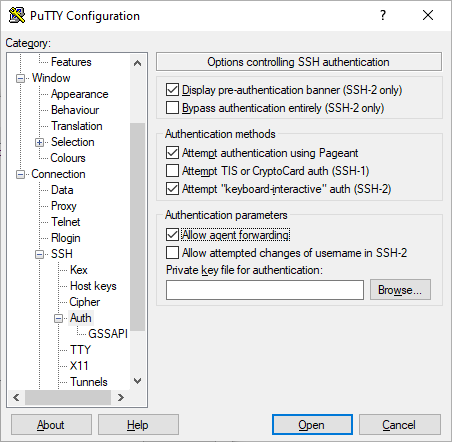 PuTTY Configuration
?
Category:
Features
Window
Appearance
Behaviour
Translation
Selection
Colours
Connection
Data
Proxy
Telnet
Rlogin
SSH
Kex
Host keys
Cipher
Auth
GSSAPI
TTY
X11
Tunnels
Options controlling SSH authentication
Display pre-authentication banner (SSH-2 only)
Bypass authentication entirely (SSH-2 only)
Authentication methods
Attempt authentication using Pageant
Attempt TIS or CryptoCard auth (SSH-1)
Attempt "keyboard-interactive" auth (SSH-2)
Authentication parameters
Allow agent forwarding
Allow attempted changes of username in SSH-2
Private key file for authentication:
Browse...
About
Help
Open
Cancel